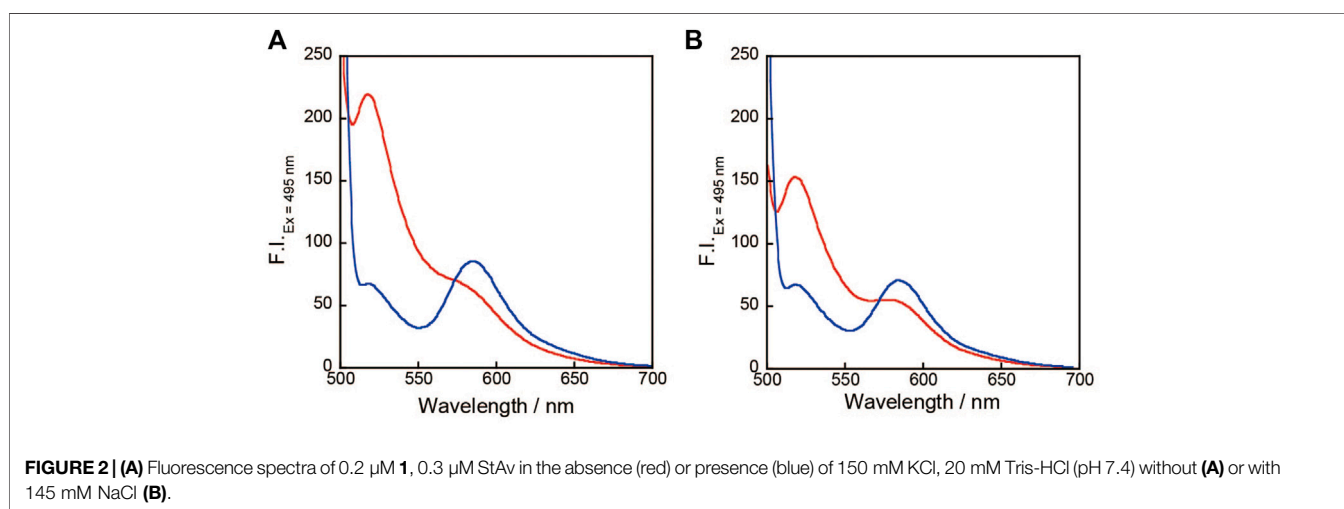 A
B
250
200
150
100
50
0
F.I. Ex = 495 nm
500 550 600 650 700
Wavelength / nm
250
200
150
100
50
0
F.I. Ex = 495 nm
500 550 600 650 700
Wavelength / nm
FIGURE 2 | (A) Fluorescence spectra of 0.2 µM 1, 0.3 µM StAv in the absence (red) or presence (blue) of 150 mM KCl, 20 mM Tris-HCl (pH 7.4) without (A) or with
145 mM NaCl (B).